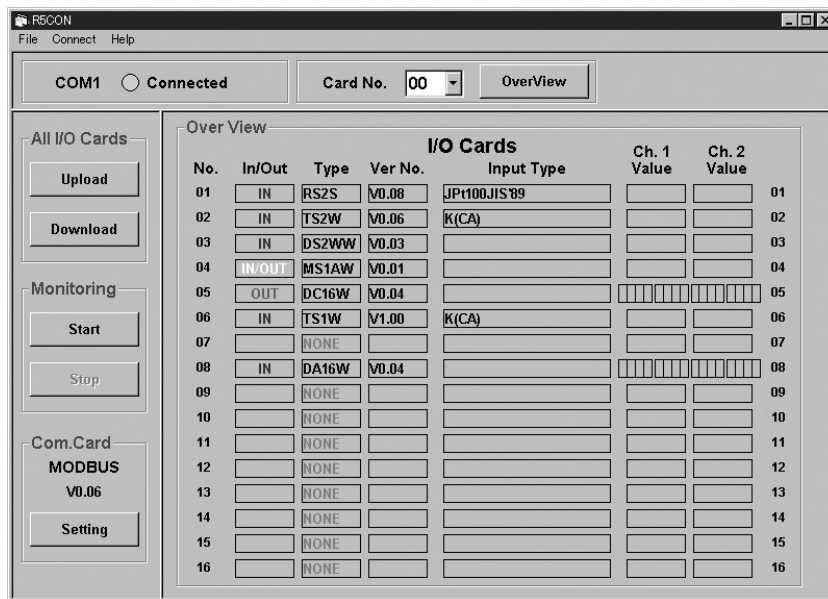 R5CON
File Connect Help
COM1 Connected Card No. 00 OverView
All I/O Cards
Upload
Download
Monitoring
Start
Stop
Com.Card
MODBUS
V0.06
Setting
Over View
I/O Cards
No. In/Out Type Ver No. Input Type Ch. 1 Value Ch. 2 Value
01 IN RS2S V0.08 JPt100JIS'89 01
02 IN TS2W V0.06 K(CA) 02
03 IN DS2WW V0.03 03
04 IN/OUT MS1AW V0.01 04
05 OUT DC16W V0.04 05
06 IN TS1W V1.00 K(CA) 06
07 NONE 07
08 IN DA16W V0.04 08
09 NONE 09
10 NONE 10
11 NONE 11
12 NONE 12
13 NONE 13
14 NONE 14
15 NONE 15
16 NONE 16